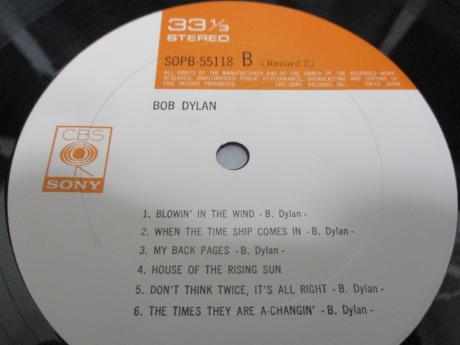 33 1/3
STEREO
SOPB-55118 B (Record 2)
ALL RIGHTS OF THE MANUFACTURER AND OF THE OWNER OF THE RECORDED WORK
RESERVED. UNAUTHORIZED PUBLIC PERFORMANCE, BROADCASTING AND COPYING OF
THIS RECORD PROHIBITED. CBS/SONY RECORDS INC. TOKYO JAPAN
BOB DYLAN
CBS
SONY
1. BLOWIN' IN THE WIND - B. Dylan -
2. WHEN THE TIME SHIP COMES IN - B. Dylan -
3. MY BACK PAGES - B. Dylan -
4. HOUSE OF THE RISING SUN
5. DON'T THINK TWICE, IT'S ALL RIGHT - B. Dylan -
6. THE TIMES THEY ARE A-CHANGIN' - B. Dylan -